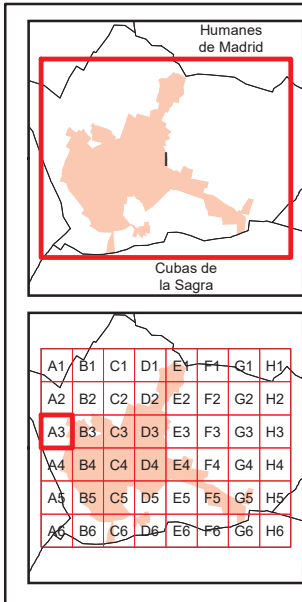 Humanes
de Madrid
Cubas de
la Sagra
A1 B1 C1 D1 E1 F1 G1 H1
A2 B2 C2 D2 E2 F2 G2 H2
A3 B3 C3 D3 E3 F3 G3 H3
A4 B4 C4 D4 E4 F4 G4 H4
A5 B5 C5 D5 E5 F5 G5 H5
A6 B6 C6 D6 E6 F6 G6 H6